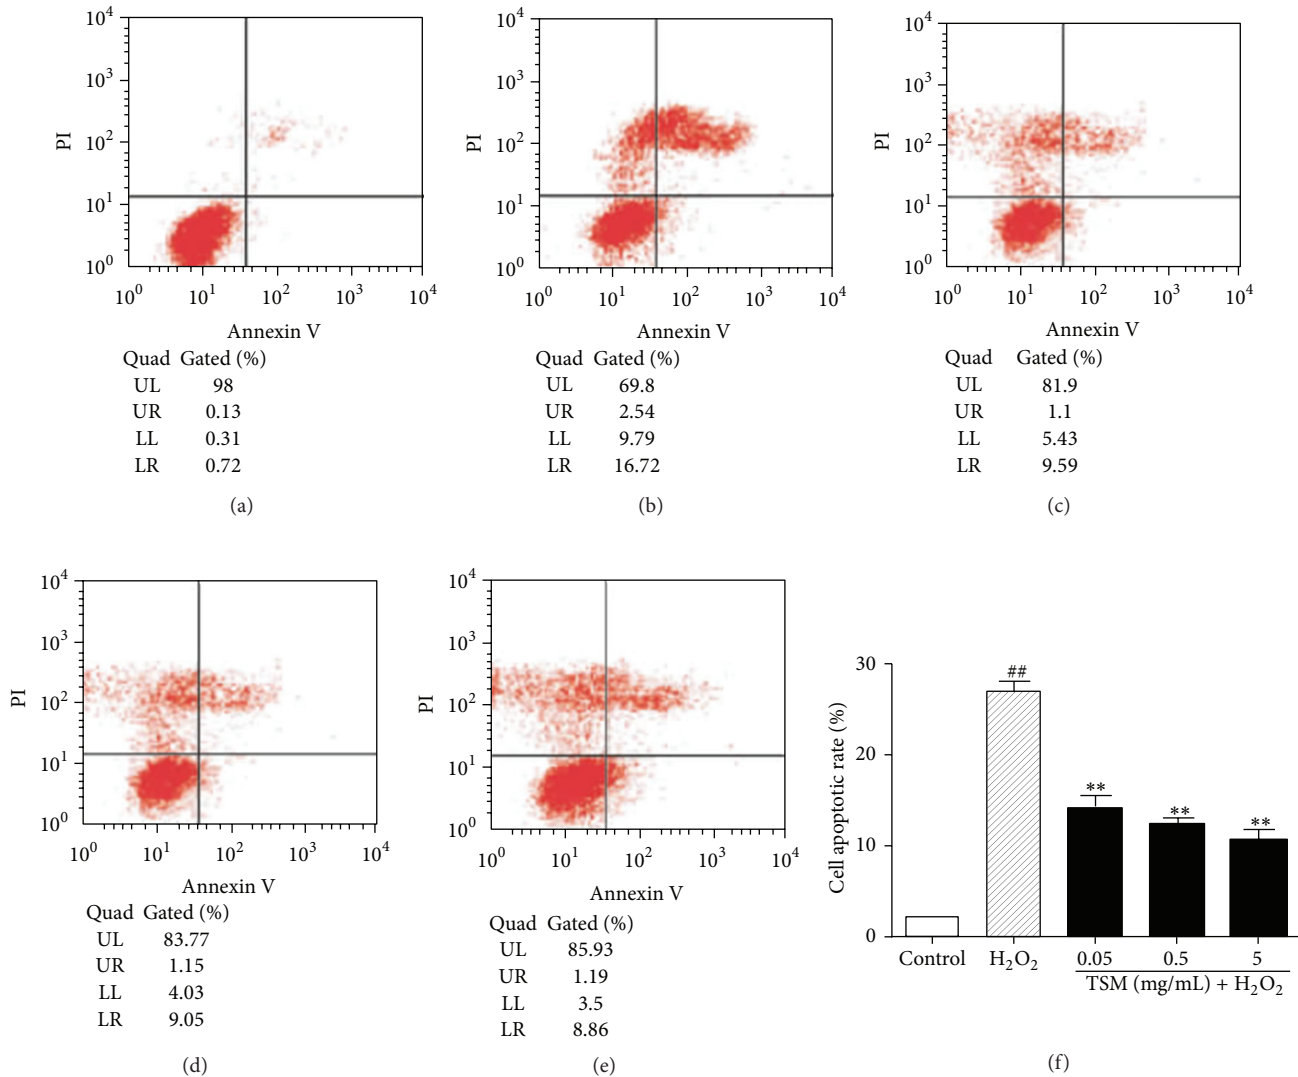 10^4
10^3
10^2
10^1
10^0
PI
10^0 10^1 10^2 10^3 10^4
Annexin V
Quad Gated (%)
UL 98
UR 0.13
LL 0.31
LR 0.72
(a)
10^4
10^3
10^2
10^1
10^0
PI
10^0 10^1 10^2 10^3 10^4
Annexin V
Quad Gated (%)
UL 69.8
UR 2.54
LL 9.79
LR 16.72
(b)
10^4
10^3
10^2
10^1
10^0
PI
10^0 10^1 10^2 10^3 10^4
Annexin V
Quad Gated (%)
UL 81.9
UR 1.1
LL 5.43
LR 9.59
(c)
10^4
10^3
10^2
10^1
10^0
PI
10^0 10^1 10^2 10^3 10^4
Annexin V
Quad Gated (%)
UL 83.77
UR 1.15
LL 4.03
LR 9.05
(d)
10^4
10^3
10^2
10^1
10^0
PI
10^0 10^1 10^2 10^3 10^4
Annexin V
Quad Gated (%)
UL 85.93
UR 1.19
LL 3.5
LR 8.86
(e)
30
20
10
0
Cell apoptotic rate (%)
##
** ** **
Control H₂O₂ 0.05 0.5 5
TSM (mg/mL) + H₂O₂
(f)